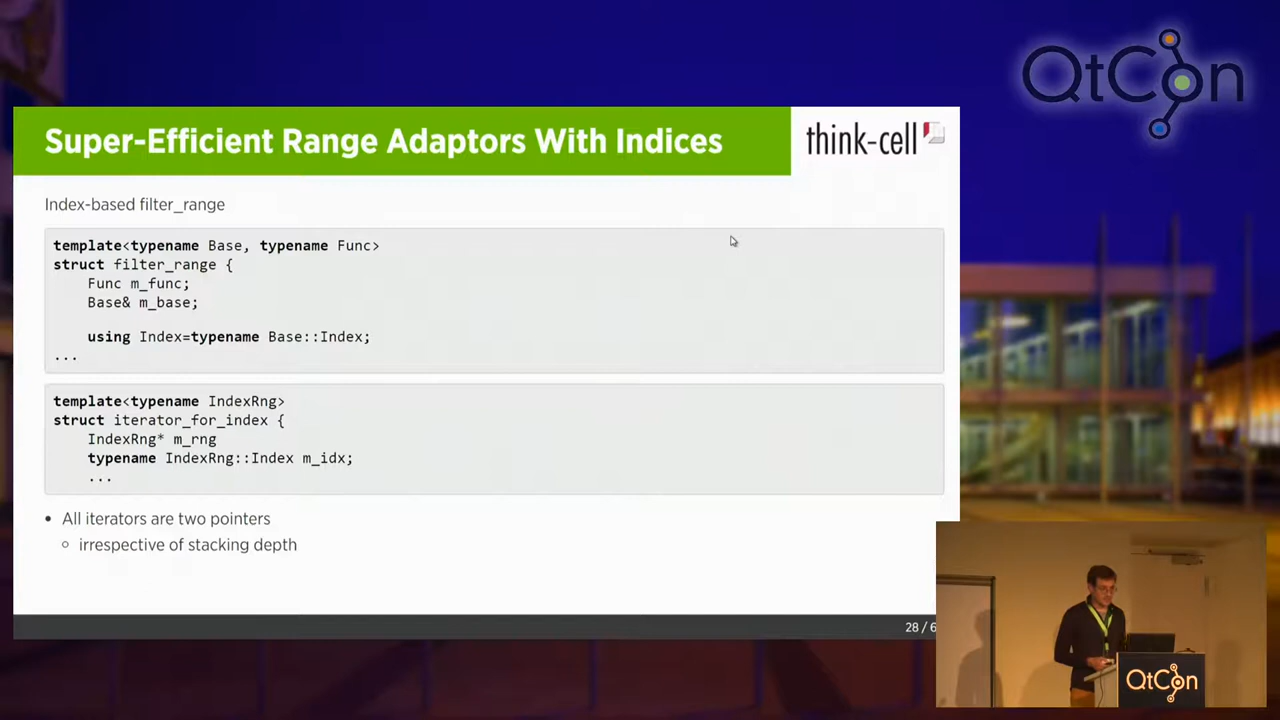 QtCon
Super-Efficient Range Adaptors With Indices
think-cell
Index-based filter_range
template<typename Base, typename Func>
struct filter_range {
    Func m_func;
    Base& m_base;
    using Index=typename Base::Index;
...
template<typename IndexRng>
struct iterator_for_index {
    IndexRng* m_rng
    typename IndexRng::Index m_idx;
    ...
• All iterators are two pointers
○ irrespective of stacking depth
28 / 6
QtCon